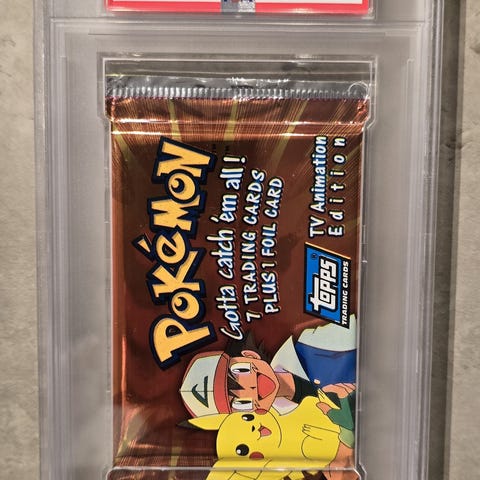 POKéMON
Gotta catch 'em all!
7 TRADING CARDS
PLUS 1 FOIL CARD
TV Animation
Edition
topps®
TRADING CARDS